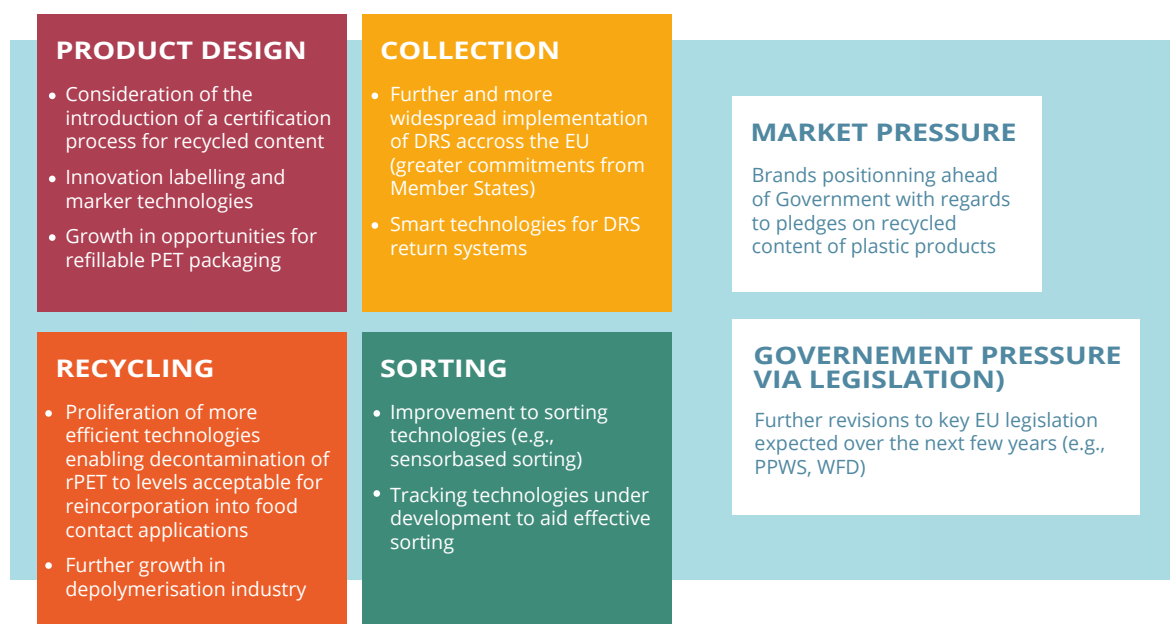 PRODUCT DESIGN
• Consideration of the
introduction of a certification
process for recycled content
• Innovation labelling and
marker technologies
• Growth in opportunities for
refillable PET packaging
COLLECTION
• Further and more
widespread implementation
of DRS accross the EU
(greater commitments from
Member States)
• Smart technologies for DRS
return systems
RECYCLING
• Proliferation of more
efficient technologies
enabling decontamination of
rPET to levels acceptable for
reincorporation into food
contact applications
• Further growth in
depolymerisation industry
SORTING
• Improvement to sorting
technologies (e.g.,
sensorbased sorting)
• Tracking technologies under
development to aid effective
sorting
MARKET PRESSURE
Brands positionning ahead
of Government with regards
to pledges on recycled
content of plastic products
GOVERNEMENT PRESSURE
VIA LEGISLATION)
Further revisions to key EU legislation
expected over the next few years (e.g.,
PPWS, WFD)